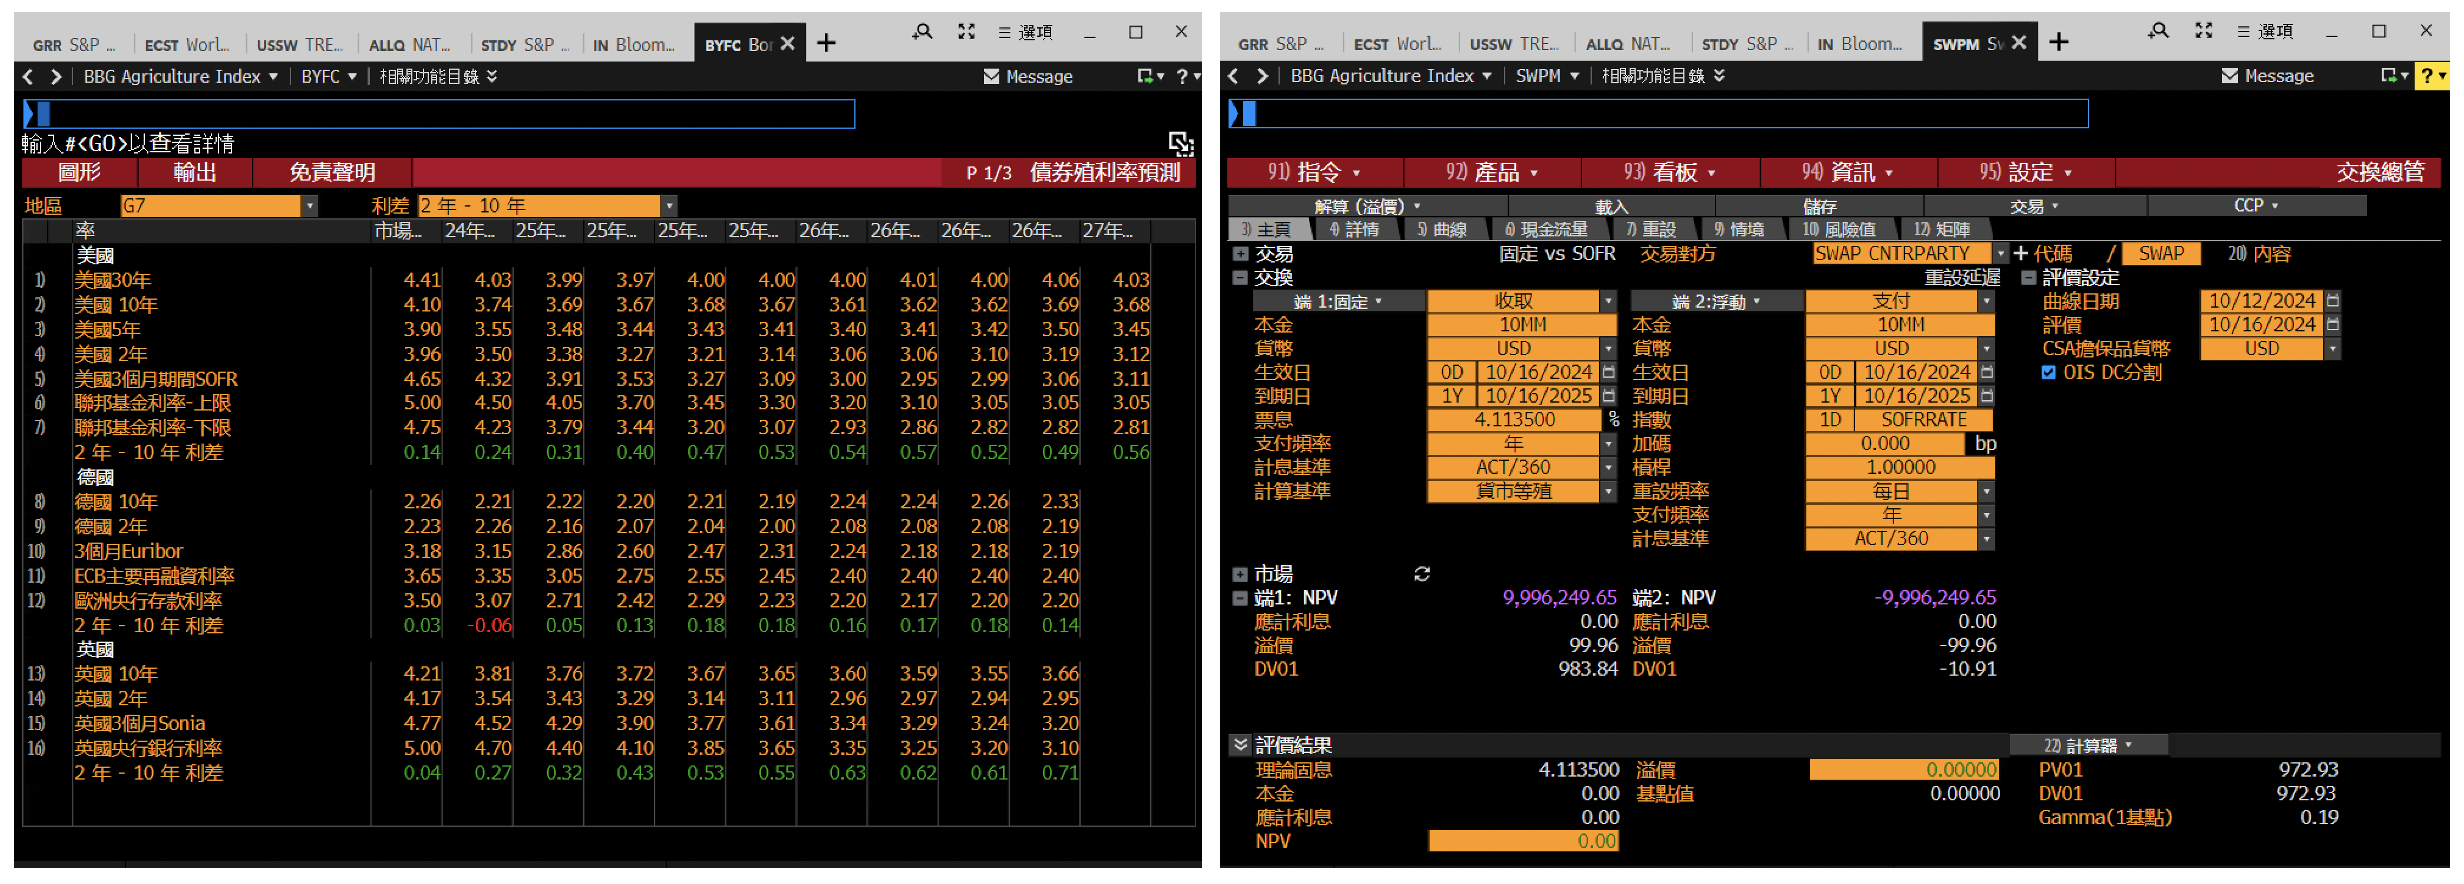 GRR S&P ... ECST Worl... USSW TRE... ALLQ NAT... STDY S&P ... IN Bloom... BYFC Bor
選項
BBG Agriculture Index BYFC 相關功能目錄 Message ?
輸入#<GO>以查看詳情
圖形 輸出 免責聲明 P 1/3 債券殖利率預測
地區 G7 利差 2 年 - 10 年
率 市場... 24年... 25年... 25年... 25年... 25年... 26年... 26年... 26年... 26年... 27年...
美國
1) 美國30年 4.41 4.03 3.99 3.97 4.00 4.00 4.00 4.01 4.00 4.06 4.03
2) 美國 10年 4.10 3.74 3.69 3.67 3.68 3.67 3.61 3.62 3.62 3.69 3.68
3) 美國5年 3.90 3.55 3.48 3.44 3.43 3.41 3.40 3.41 3.42 3.50 3.45
4) 美國 2年 3.96 3.50 3.38 3.27 3.21 3.14 3.06 3.06 3.10 3.19 3.12
5) 美國3個月期間SOFR 4.65 4.32 3.91 3.53 3.27 3.09 3.00 2.95 2.99 3.06 3.11
6) 聯邦基金利率-上限 5.00 4.50 4.05 3.70 3.45 3.30 3.20 3.10 3.05 3.05 3.05
7) 聯邦基金利率-下限 4.75 4.23 3.79 3.44 3.20 3.07 2.93 2.86 2.82 2.82 2.81
2 年 - 10 年 利差 0.14 0.24 0.31 0.40 0.47 0.53 0.54 0.57 0.52 0.49 0.56
德國
8) 德國 10年 2.26 2.21 2.22 2.20 2.21 2.19 2.24 2.24 2.26 2.33
9) 德國 2年 2.23 2.26 2.16 2.07 2.04 2.00 2.08 2.08 2.08 2.19
10) 3個月Euribor 3.18 3.15 2.86 2.60 2.47 2.31 2.24 2.18 2.18 2.19
11) ECB主要再融資利率 3.65 3.35 3.05 2.75 2.55 2.45 2.40 2.40 2.40 2.40
12) 歐洲央行存款利率 3.50 3.07 2.71 2.42 2.29 2.23 2.20 2.17 2.20 2.20
2 年 - 10 年 利差 0.03 -0.06 0.05 0.13 0.18 0.18 0.16 0.17 0.18 0.14
英國
13) 英國 10年 4.21 3.81 3.76 3.72 3.67 3.65 3.60 3.59 3.55 3.66
14) 英國 2年 4.17 3.54 3.43 3.29 3.14 3.11 2.96 2.97 2.94 2.95
15) 英國3個月Sonia 4.77 4.52 4.29 3.90 3.77 3.61 3.34 3.29 3.24 3.20
16) 英國央行銀行利率 5.00 4.70 4.40 4.10 3.85 3.65 3.35 3.25 3.20 3.10
2 年 - 10 年 利差 0.04 0.27 0.32 0.43 0.53 0.55 0.63 0.62 0.61 0.71
GRR S&P ... ECST Worl... USSW TRE... ALLQ NAT... STDY S&P ... IN Bloom... SWPM Sw
選項
BBG Agriculture Index SWPM 相關功能目錄 Message ?
91) 指令 92) 產品 93) 看板 94) 資訊 95) 設定 交換總管
解算 (溢價) 載入 儲存 交易 CCP
3) 主頁 4) 詳情 5) 曲線 6) 現金流量 7) 重設 9) 情境 10) 風險值 12) 矩陣
交易 固定 vs SOFR 交易對方 SWAP CNTRPARTY 代碼 / SWAP 20) 內容
交換 重設延遲 評價設定
端 1:固定 收取 端 2:浮動 支付 曲線日期 10/12/2024
本金 10MM 本金 10MM 評價 10/16/2024
貨幣 USD 貨幣 USD CSA擔保品貨幣 USD
生效日 0D 10/16/2024 生效日 0D 10/16/2024 OIS DC分割
到期日 1Y 10/16/2025 到期日 1Y 10/16/2025
票息 4.113500 % 指數 1D SOFRRATE
支付頻率 年 加碼 0.000 bp
計息基準 ACT/360 槓桿 1.00000
計算基準 貨市等殖 重設頻率 每日
支付頻率 年
計息基準 ACT/360
市場
端1: NPV 9,996,249.65 端2: NPV -9,996,249.65
應計利息 0.00 應計利息 0.00
溢價 99.96 溢價 -99.96
DV01 983.84 DV01 -10.91
評價結果 22) 計算器
理論固息 4.113500 溢價 0.00000 PV01 972.93
本金 0.00 基點值 0.00000 DV01 972.93
應計利息 0.00 Gamma(1基點) 0.19
NPV 0.00